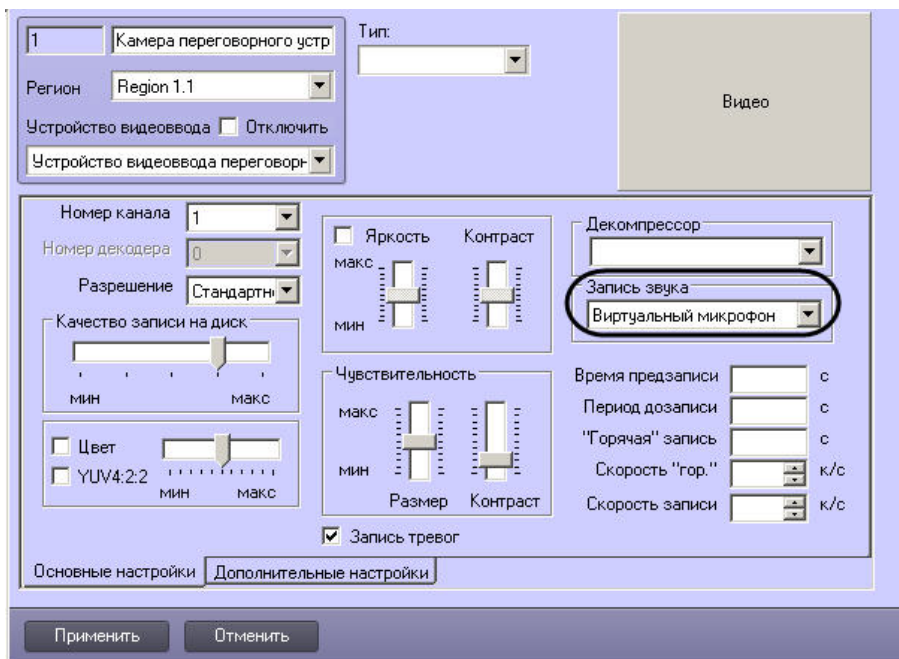 1
Камера переговорного устр
Тип:
Регион
Region 1.1
Видео
Устройство видеоввода
Отключить
Устройство видеоввода переговорн
Номер канала
1
Номер декодера
0
Разрешение
Стандартн
Качество записи на диск
мин
макс
Цвет
YUV4:2:2
мин
макс
Яркость
Контраст
макс
мин
Чувствительность
макс
мин
Размер
Контраст
Запись тревог
Декомпрессор
Запись звука
Виртуальный микрофон
Время предзаписи
с
Период дозаписи
с
"Горячая" запись
с
Скорость "гор."
к/с
Скорость записи
к/с
Основные настройки
Дополнительные настройки
Применить
Отменить